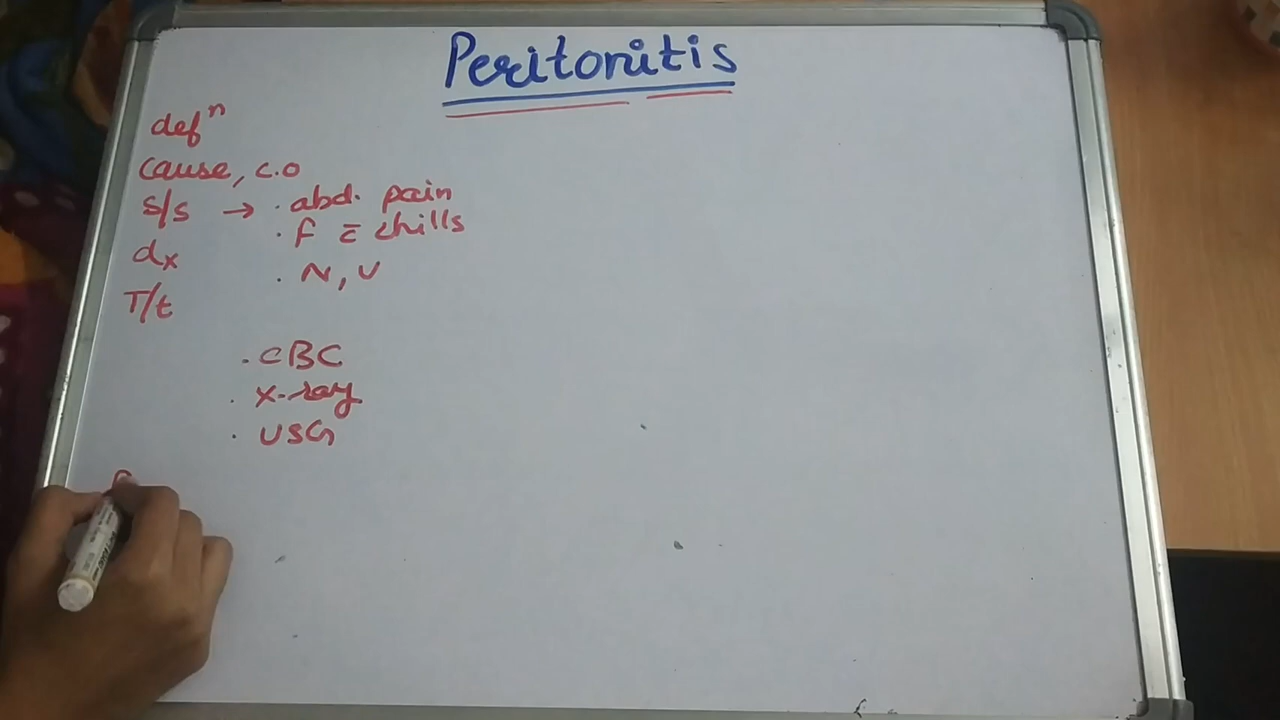 Peritonitis
defⁿ
cause, c.o
s/s → . abd. pain
. f c̅ chills
dx
. N, V
T/t
. CBC
. X-ray
. USG